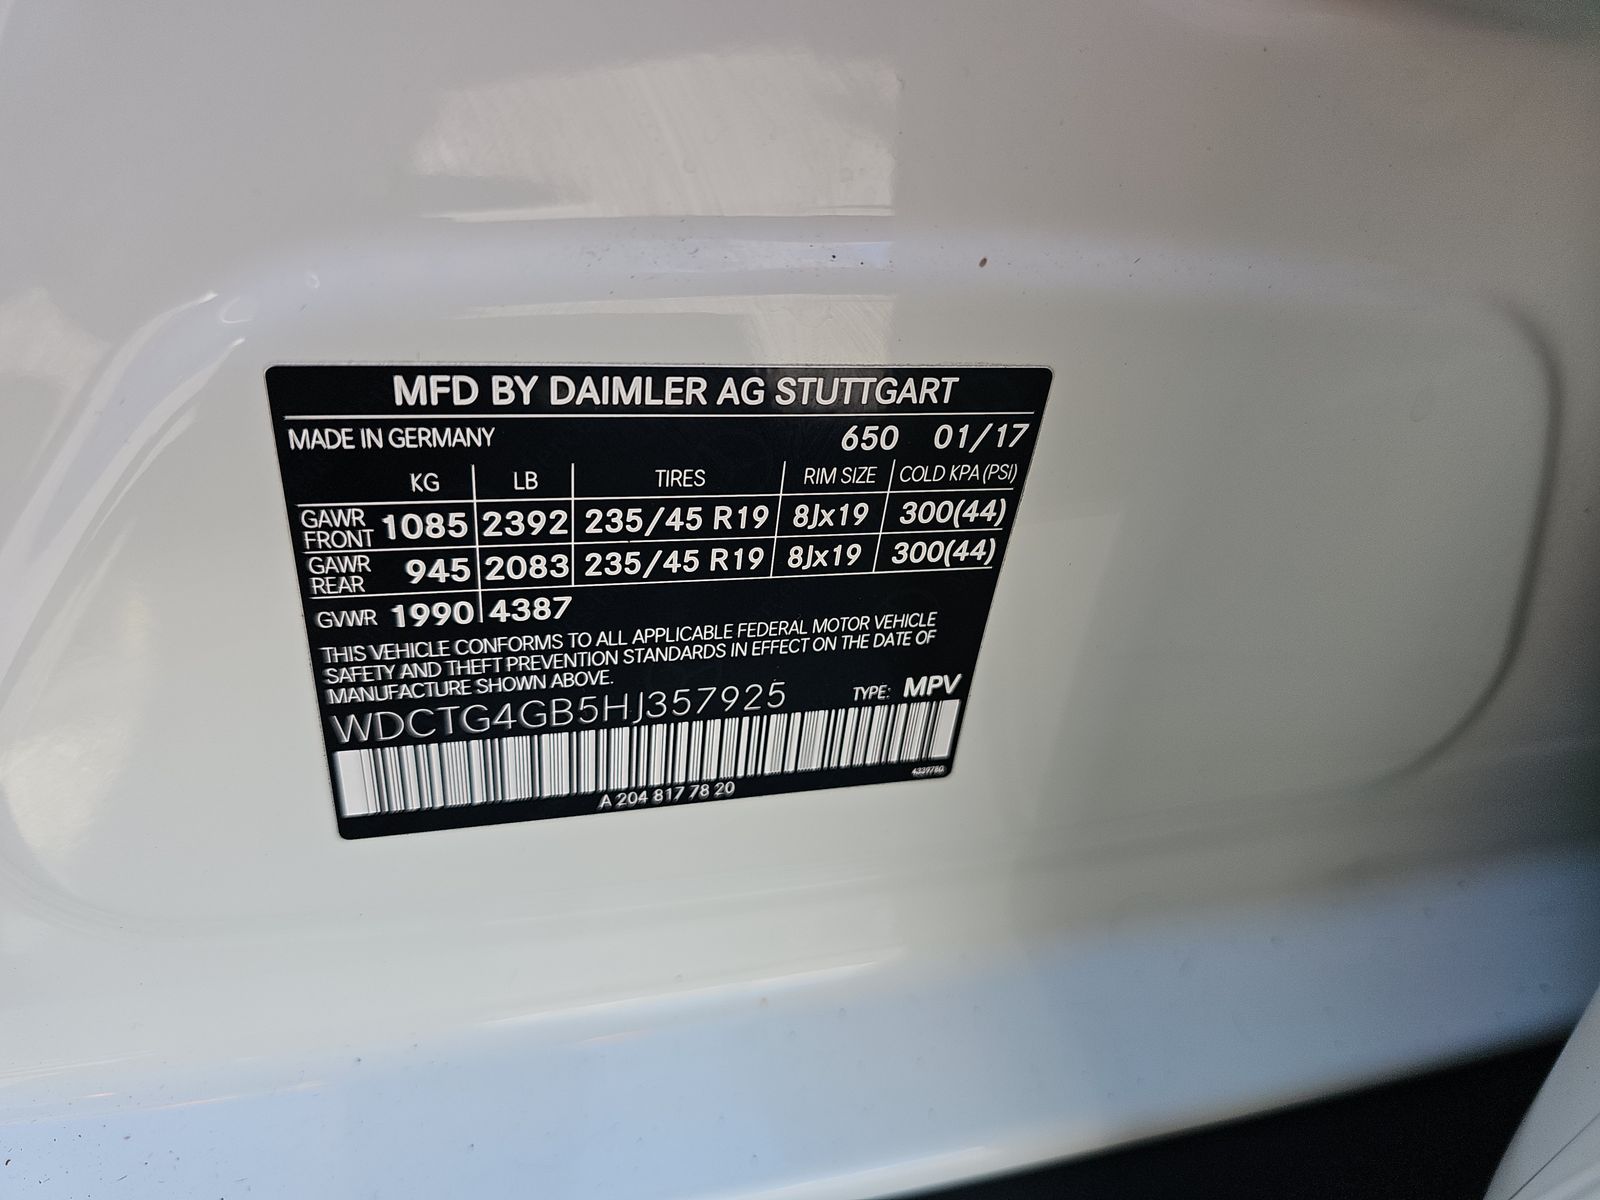 MFD BY DAIMLER AG STUTTGART
MADE IN GERMANY 650 01/17
KG LB TIRES RIM SIZE COLD KPA (PSI)
GAWR FRONT 1085 2392 235/45 R19 8Jx19 300(44)
GAWR REAR 945 2083 235/45 R19 8Jx19 300(44)
GVWR 1990 4387
THIS VEHICLE CONFORMS TO ALL APPLICABLE FEDERAL MOTOR VEHICLE
SAFETY AND THEFT PREVENTION STANDARDS IN EFFECT ON THE DATE OF
MANUFACTURE SHOWN ABOVE.
WDCTG4GB5HJ357925 TYPE: MPV
4339780
A 204 817 78 20